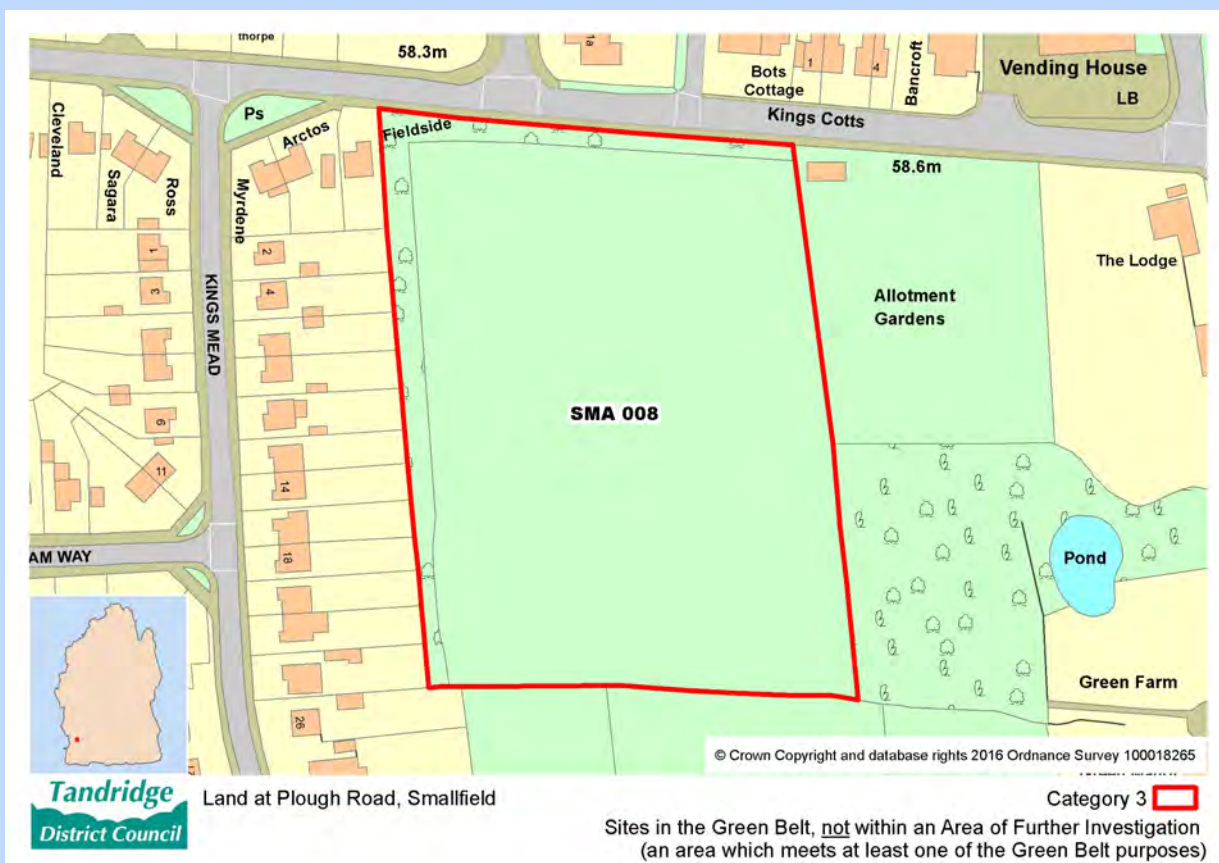 thorpe
58.3m
1a
Bots
Cottage
1
4
Bancroft
Vending House
LB
Kings Cotts
Ps
Arctos
Fieldside
58.6m
Cleveland
Sagara
Ross
Myrdene
1
3
2
4
KINGS MEAD
The Lodge
Allotment
Gardens
SMA 008
6
11
14
18
AM WAY
Pond
Green Farm
26
© Crown Copyright and database rights 2016 Ordnance Survey 100018265
Tandridge
District Council
Land at Plough Road, Smallfield
Category 3
Sites in the Green Belt, not within an Area of Further Investigation
(an area which meets at least one of the Green Belt purposes)